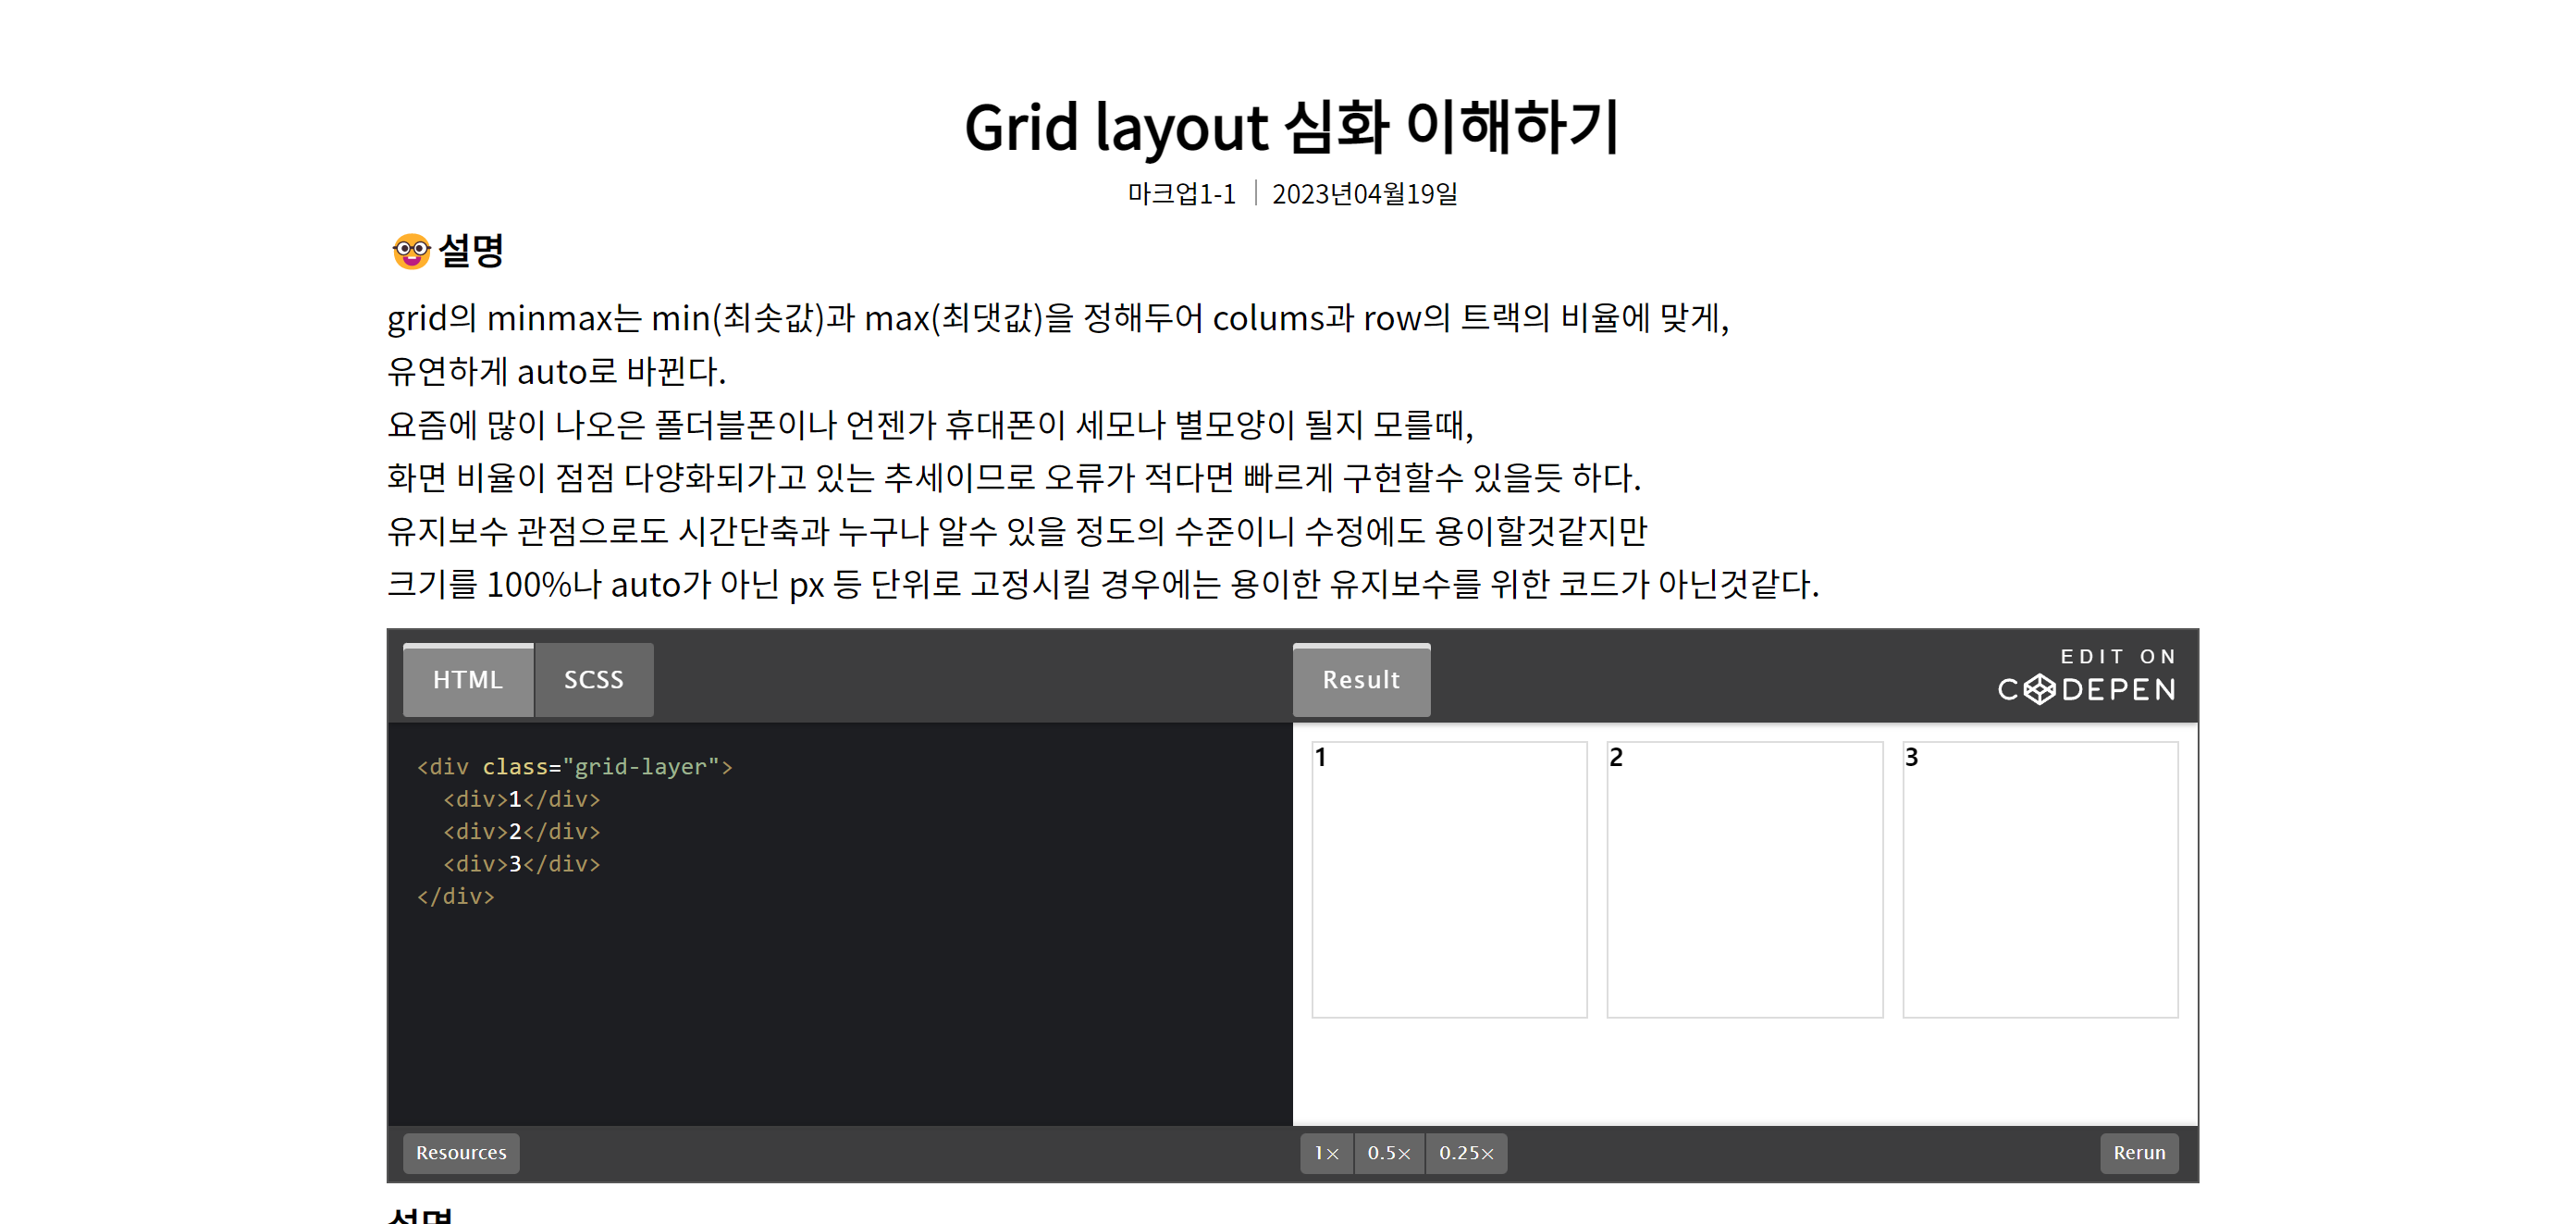 Grid layout 심화 이해하기
마크업1-1 | 2023년04월19일
설명
grid의 minmax는 min(최솟값)과 max(최댓값)을 정해두어 colums과 row의 트랙의 비율에 맞게,
유연하게 auto로 바뀐다.
요즘에 많이 나오은 폴더블폰이나 언젠가 휴대폰이 세모나 별모양이 될지 모를때,
화면 비율이 점점 다양화되가고 있는 추세이므로 오류가 적다면 빠르게 구현할수 있을듯 하다.
유지보수 관점으로도 시간단축과 누구나 알수 있을 정도의 수준이니 수정에도 용이할것같지만
크기를 100%나 auto가 아닌 px 등 단위로 고정시킬 경우에는 용이한 유지보수를 위한 코드가 아닌것같다.
HTML SCSS
Result
EDIT ON
CODEPEN
<div class="grid-layer">
  <div>1</div>
  <div>2</div>
  <div>3</div>
</div>
1 2 3
Resources
1× 0.5× 0.25×
Rerun
설명